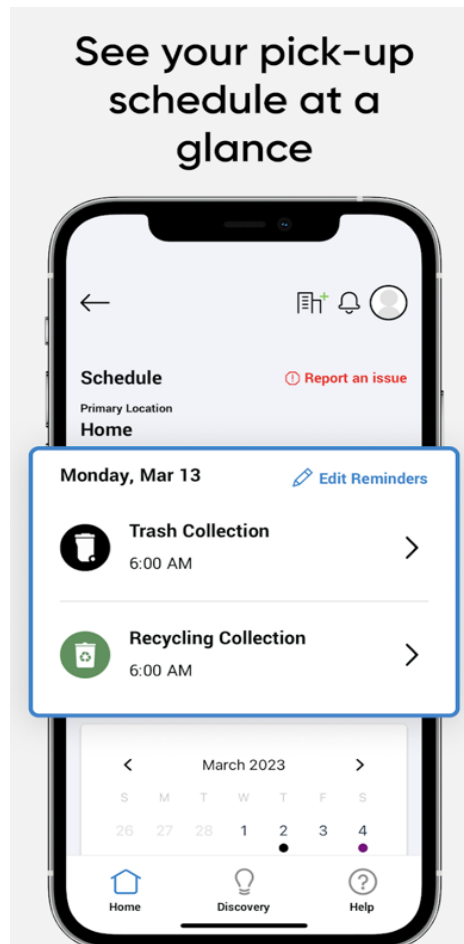 See your pick-up
schedule at a
glance
Schedule
Report an issue
Primary Location
Home
Monday, Mar 13
Edit Reminders
Trash Collection
6:00 AM
Recycling Collection
6:00 AM
March 2023
S M T W T F S
26 27 28 1 2 3 4
Home Discovery Help